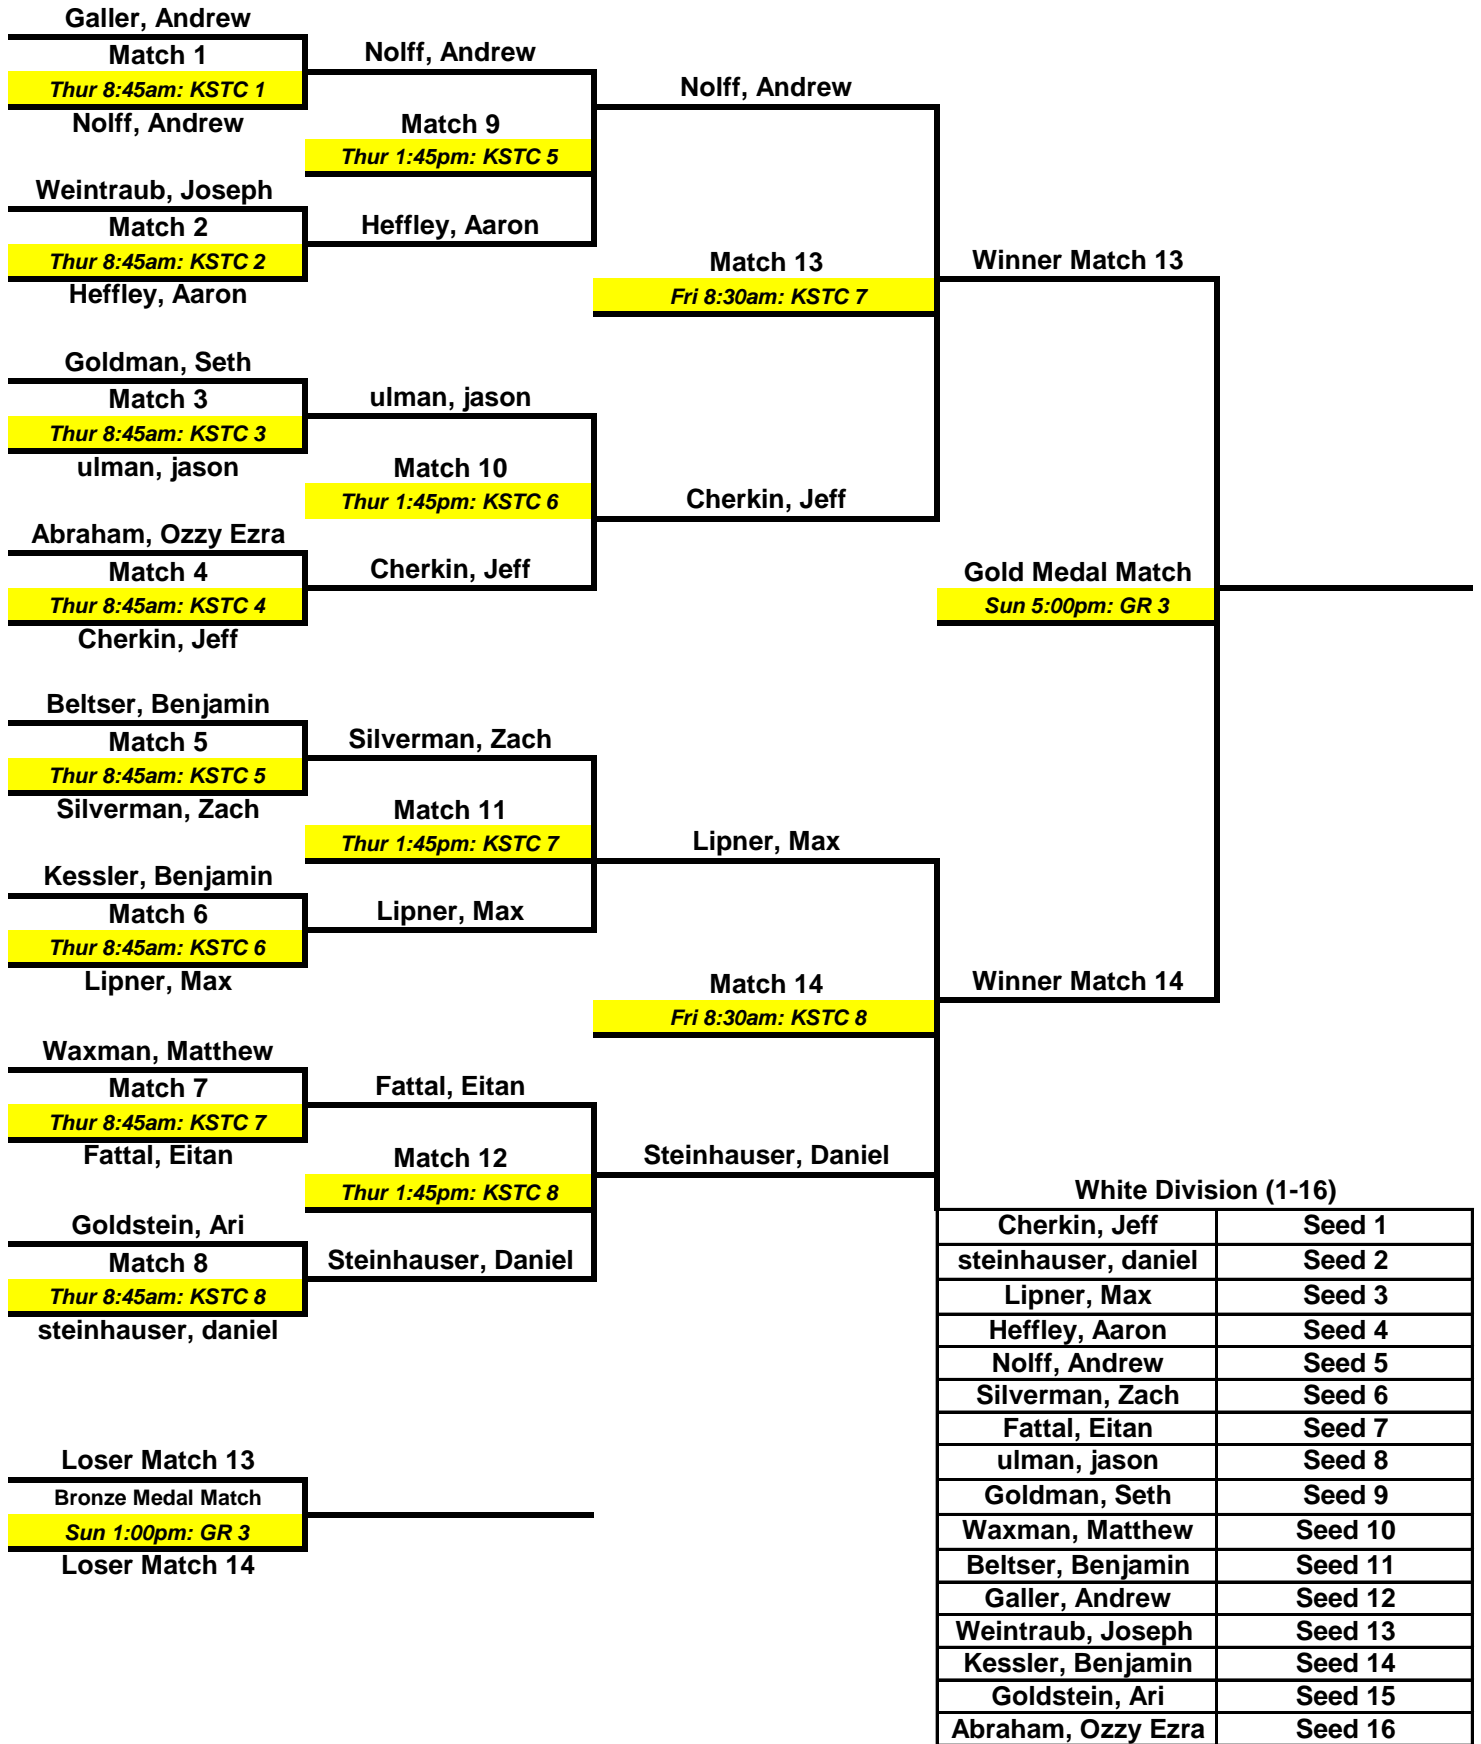 Galler, Andrew
Match 1
Thur 8:45am: KSTC 1
Nolff, Andrew
Weintraub, Joseph
Match 2
Thur 8:45am: KSTC 2
Heffley, Aaron
Goldman, Seth
Match 3
Thur 8:45am: KSTC 3
ulman, jason
Abraham, Ozzy Ezra
Match 4
Thur 8:45am: KSTC 4
Cherkin, Jeff
Beltser, Benjamin
Match 5
Thur 8:45am: KSTC 5
Silverman, Zach
Kessler, Benjamin
Match 6
Thur 8:45am: KSTC 6
Lipner, Max
Waxman, Matthew
Match 7
Thur 8:45am: KSTC 7
Fattal, Eitan
Goldstein, Ari
Match 8
Thur 8:45am: KSTC 8
steinhauser, daniel
Loser Match 13
Bronze Medal Match
Sun 1:00pm: GR 3
Loser Match 14
Nolff, Andrew
Match 9
Thur 1:45pm: KSTC 5
Heffley, Aaron
ulman, jason
Match 10
Thur 1:45pm: KSTC 6
Cherkin, Jeff
Silverman, Zach
Match 11
Thur 1:45pm: KSTC 7
Lipner, Max
Fattal, Eitan
Match 12
Thur 1:45pm: KSTC 8
Steinhauser, Daniel
Nolff, Andrew
Match 13
Fri 8:30am: KSTC 7
Cherkin, Jeff
Lipner, Max
Match 14
Fri 8:30am: KSTC 8
Steinhauser, Daniel
Winner Match 13
Gold Medal Match
Sun 5:00pm: GR 3
Winner Match 14
White Division (1-16)
Cherkin, Jeff Seed 1
steinhauser, daniel Seed 2
Lipner, Max Seed 3
Heffley, Aaron Seed 4
Nolff, Andrew Seed 5
Silverman, Zach Seed 6
Fattal, Eitan Seed 7
ulman, jason Seed 8
Goldman, Seth Seed 9
Waxman, Matthew Seed 10
Beltser, Benjamin Seed 11
Galler, Andrew Seed 12
Weintraub, Joseph Seed 13
Kessler, Benjamin Seed 14
Goldstein, Ari Seed 15
Abraham, Ozzy Ezra Seed 16